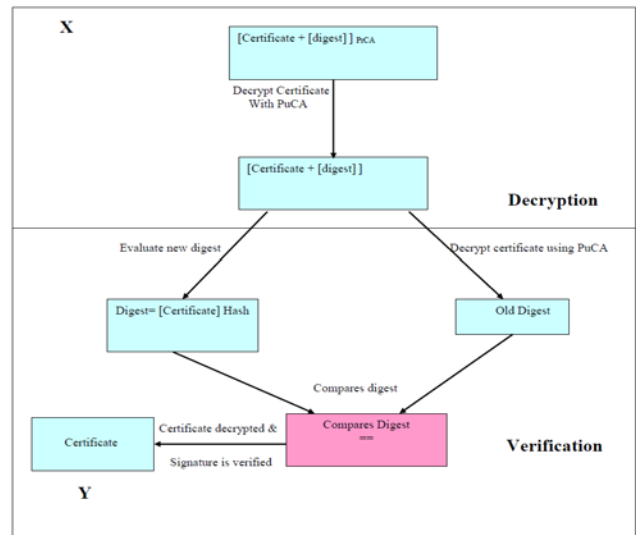 X
[Certificate + [digest] ] PrCA
Decrypt Certificate
With PuCA
[Certificate + [digest] ]
Decryption
Evaluate new digest
Decrypt certificate using PuCA
Digest= [Certificate] Hash
Old Digest
Compares digest
Certificate
Certificate decrypted &
Signature is verified
Compares Digest
==
Verification
Y